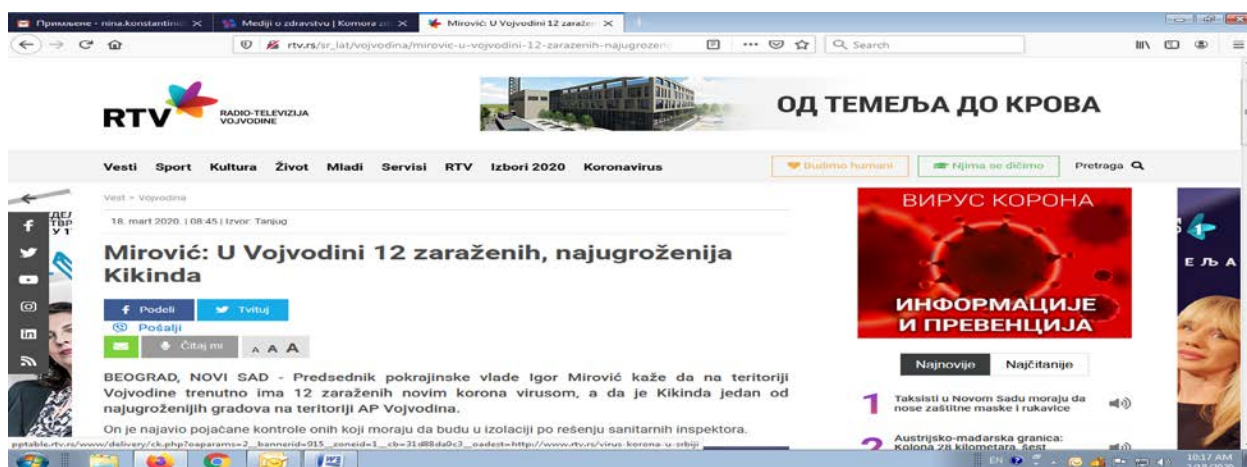 Примљене - nina.konstantin
Mediji o zdravstvu | Komora
Mirović: U Vojvodini 12 zaraže
rtv.rs/sr_lat/vojvodina/mirovic-u-vojvodini-12-zarazenih-najugrozen
Search
RTV
RADIO-TELEVIZIJA
VOJVODINE
ОД ТЕМЕЉА ДО КРОВА
Vesti Sport Kultura Život Mladi Servisi RTV Izbori 2020 Koronavirus
Budimo humani
Njima se dičimo
Pretraga
Vest > Vojvodina
18. mart 2020. | 08:45 | Izvor: Tanjug
Mirović: U Vojvodini 12 zaraženih, najugroženija
Kikinda
Podeli
Tvituj
Pošalji
Čitaj mi
A A A
BEOGRAD, NOVI SAD - Predsednik pokrajinske vlade Igor Mirović kaže da na teritoriji
Vojvodine trenutno ima 12 zaraženih novim korona virusom, a da je Kikinda jedan od
najugroženijih gradova na teritoriji AP Vojvodina.
On je najavio pojačane kontrole onih koji moraju da budu u izolaciji po rešenju sanitarnih inspektora.
ВИРУС КОРОНА
ИНФОРМАЦИЈЕ
И ПРЕВЕНЦИЈА
Najnovije
Najčitanije
1
Taksisti u Novom Sadu moraju da
nose zaštitne maske i rukavice
2
Austrijsko-mađarska granica:
Kolona 28 kilometara, šest
EN
10:17 AM